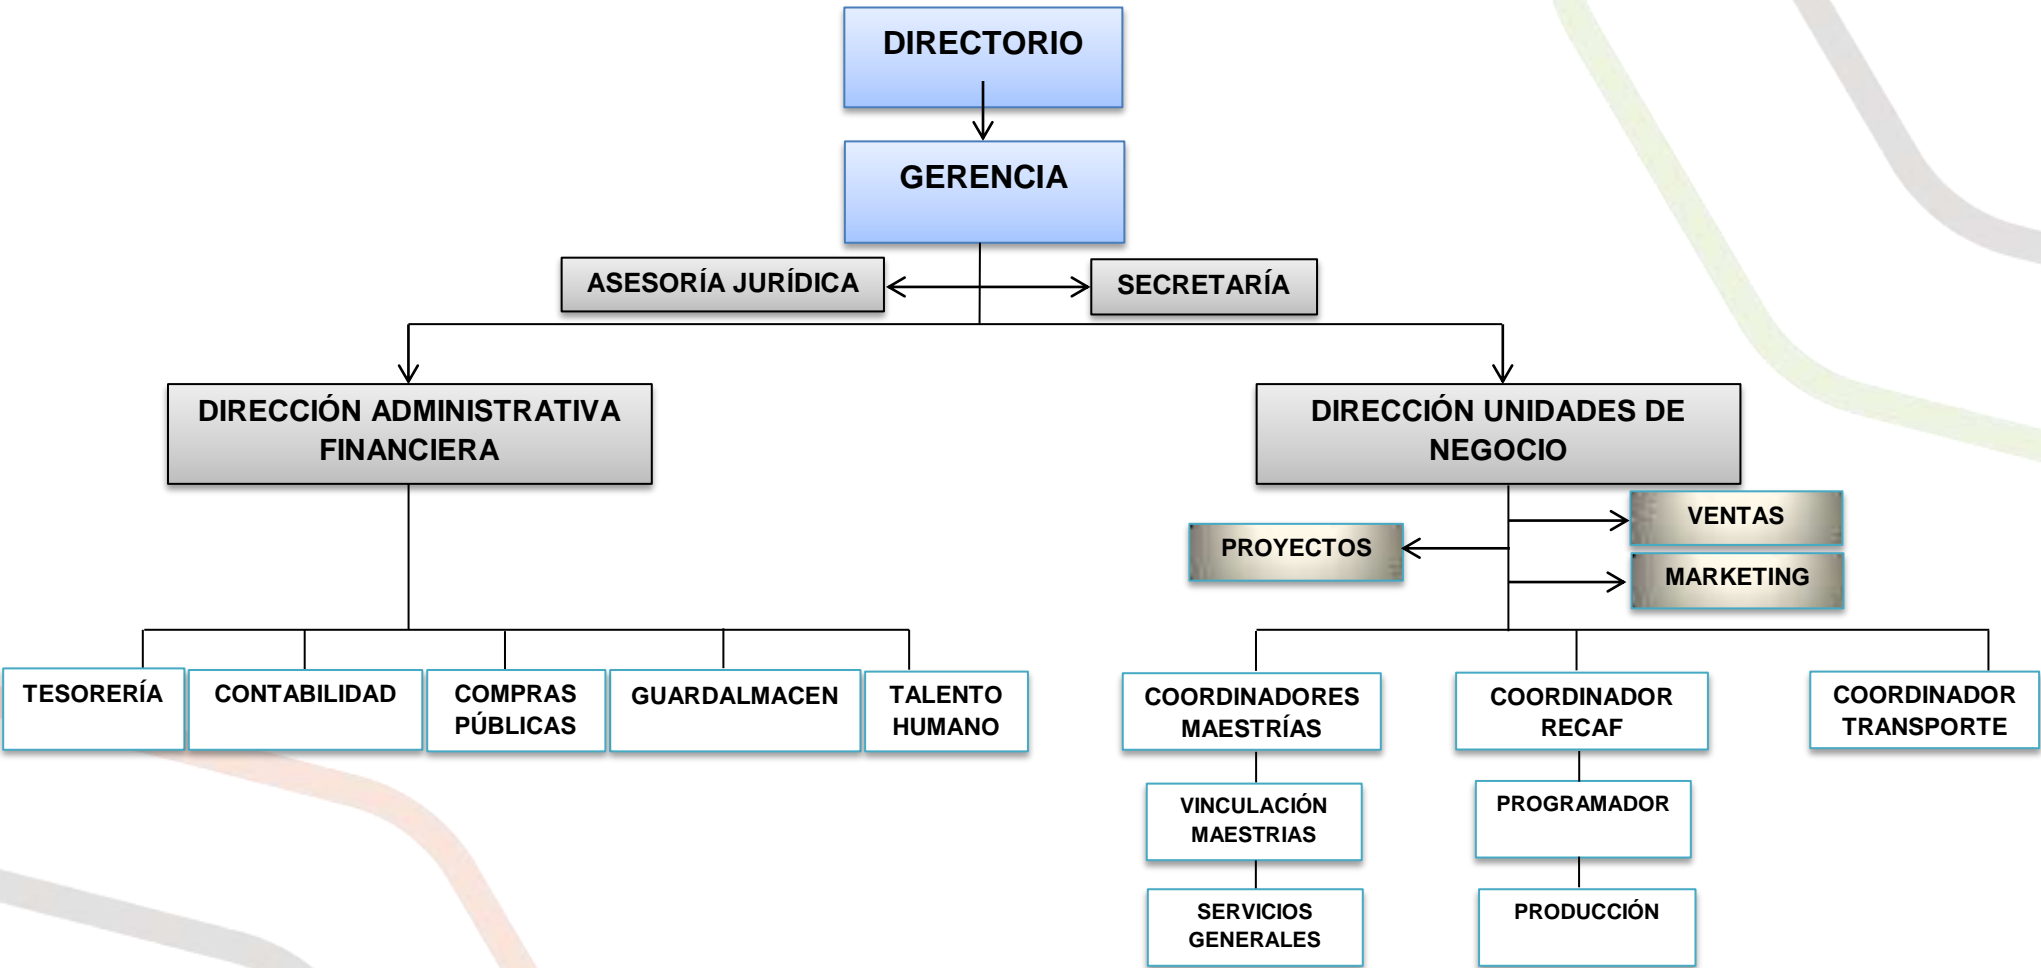 DIRECTORIO
GERENCIA
ASESORÍA JURÍDICA
SECRETARÍA
DIRECCIÓN ADMINISTRATIVA
FINANCIERA
DIRECCIÓN UNIDADES DE
NEGOCIO
VENTAS
PROYECTOS
MARKETING
TESORERÍA
CONTABILIDAD
COMPRAS
PÚBLICAS
GUARDALMACEN
TALENTO
HUMANO
COORDINADORES
MAESTRÍAS
COORDINADOR
RECAF
COORDINADOR
TRANSPORTE
VINCULACIÓN
MAESTRIAS
PROGRAMADOR
SERVICIOS
GENERALES
PRODUCCIÓN